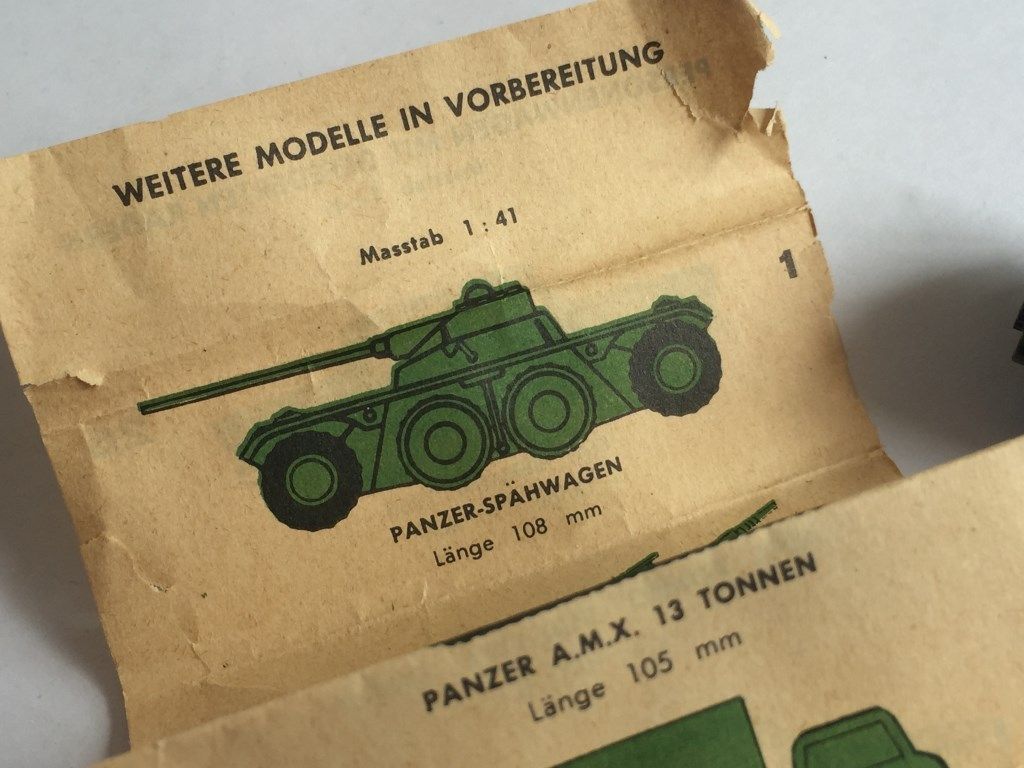 WEITERE MODELLE IN VORBEREITUNG
Masstab 1 : 41
1
PANZER-SPÄHWAGEN
Länge 108 mm
PANZER A.M.X. 13 TONNEN
Länge 105 mm